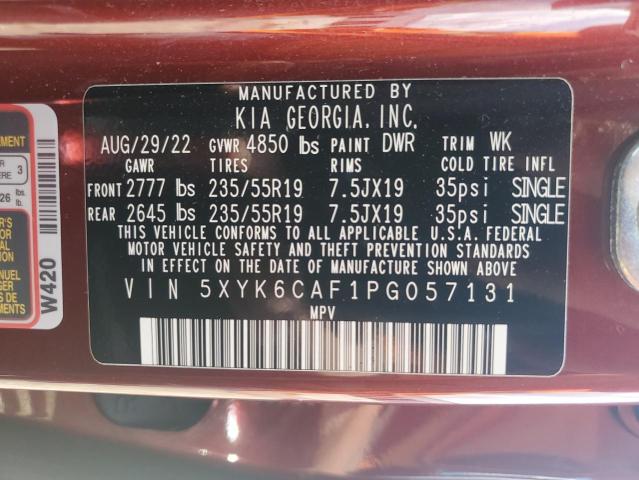 MANUFACTURED BY
KIA GEORGIA, INC.
AUG/29/22 GVWR 4850 lbs PAINT DWR TRIM WK
GAWR TIRES RIMS COLD TIRE INFL
FRONT 2777 lbs 235/55R19 7.5JX19 35psi SINGLE
REAR 2645 lbs 235/55R19 7.5JX19 35psi SINGLE
THIS VEHICLE CONFORMS TO ALL APPLICABLE U.S.A. FEDERAL
MOTOR VEHICLE SAFETY AND THEFT PREVENTION STANDARDS
IN EFFECT ON THE DATE OF MANUFACTURE SHOWN ABOVE
VIN 5XYK6CAF1PG057131
MPV
3
lbs.
lb.
W420